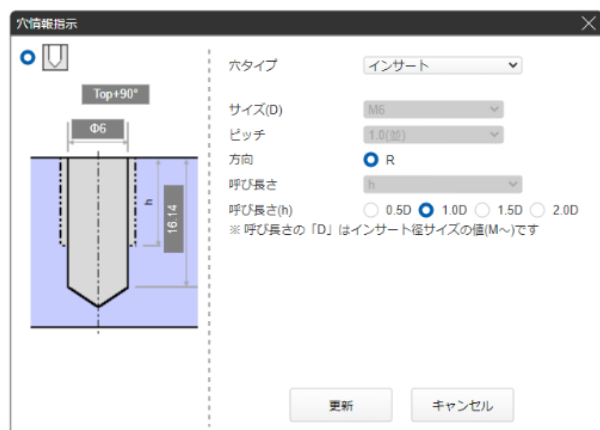 穴情報指示
穴タイプ
インサート
Top+90°
サイズ(D)
M6
Φ6
ピッチ
1.0(並)
方向
R
呼び長さ
h
呼び長さ(h)
0.5D
1.0D
1.5D
2.0D
※ 呼び長さの「D」はインサート径サイズの値(M～)です
h
16.14
更新
キャンセル